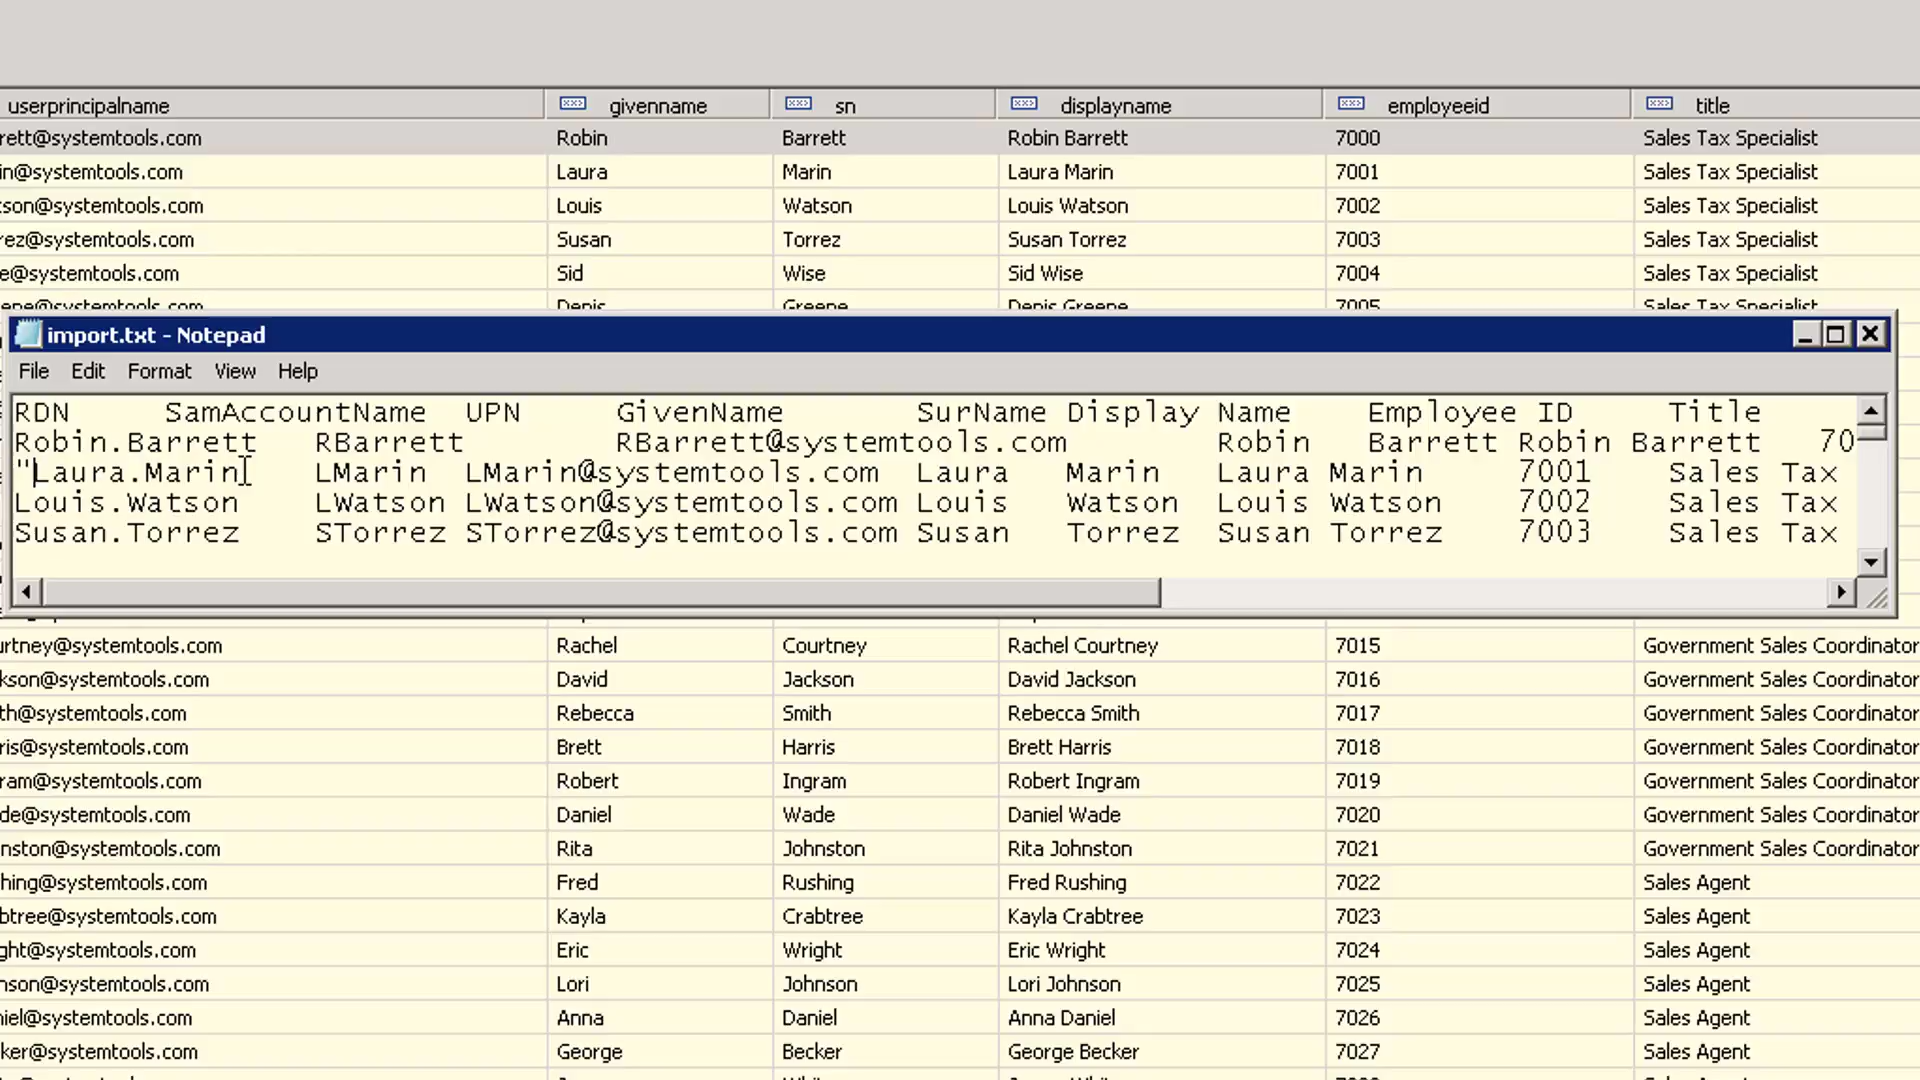 userprincipalname givenname sn displayname employeeid title
rett@systemtools.com Robin Barrett Robin Barrett 7000 Sales Tax Specialist
in@systemtools.com Laura Marin Laura Marin 7001 Sales Tax Specialist
son@systemtools.com Louis Watson Louis Watson 7002 Sales Tax Specialist
rez@systemtools.com Susan Torrez Susan Torrez 7003 Sales Tax Specialist
e@systemtools.com Sid Wise Sid Wise 7004 Sales Tax Specialist
ene@systemtools.com Denis Greene Denis Greene 7005 Sales Tax Specialist
import.txt - Notepad
File Edit Format View Help
RDN SamAccountName UPN GivenName SurName Display Name Employee ID Title
Robin.Barrett RBarrett RBarrett@systemtools.com Robin Barrett Robin Barrett 70
"Laura.Marin LMarin LMarin@systemtools.com Laura Marin Laura Marin 7001 Sales Tax
Louis.Watson LWatson LWatson@systemtools.com Louis Watson Louis Watson 7002 Sales Tax
Susan.Torrez STorrez STorrez@systemtools.com Susan Torrez Susan Torrez 7003 Sales Tax
urtney@systemtools.com Rachel Courtney Rachel Courtney 7015 Government Sales Coordinator
kson@systemtools.com David Jackson David Jackson 7016 Government Sales Coordinator
th@systemtools.com Rebecca Smith Rebecca Smith 7017 Government Sales Coordinator
ris@systemtools.com Brett Harris Brett Harris 7018 Government Sales Coordinator
ram@systemtools.com Robert Ingram Robert Ingram 7019 Government Sales Coordinator
de@systemtools.com Daniel Wade Daniel Wade 7020 Government Sales Coordinator
nston@systemtools.com Rita Johnston Rita Johnston 7021 Government Sales Coordinator
hing@systemtools.com Fred Rushing Fred Rushing 7022 Sales Agent
btree@systemtools.com Kayla Crabtree Kayla Crabtree 7023 Sales Agent
ght@systemtools.com Eric Wright Eric Wright 7024 Sales Agent
nson@systemtools.com Lori Johnson Lori Johnson 7025 Sales Agent
niel@systemtools.com Anna Daniel Anna Daniel 7026 Sales Agent
ker@systemtools.com George Becker George Becker 7027 Sales Agent